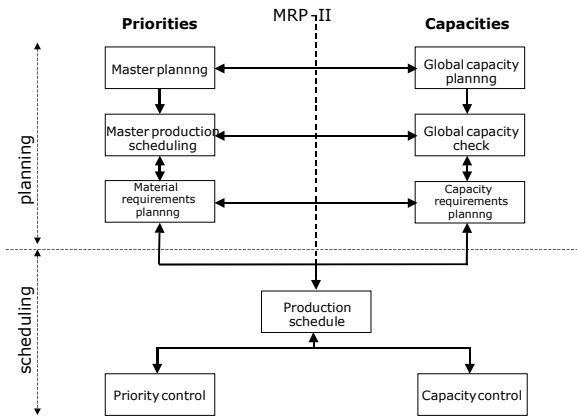 MRP-II
Priorities
Capacities
Master plannng
Global capacity
plannng
Master production
scheduling
Global capacity
check
Material
requirements
plannng
Capacity
requirements
plannng
planning
scheduling
Production
schedule
Priority control
Capacity control